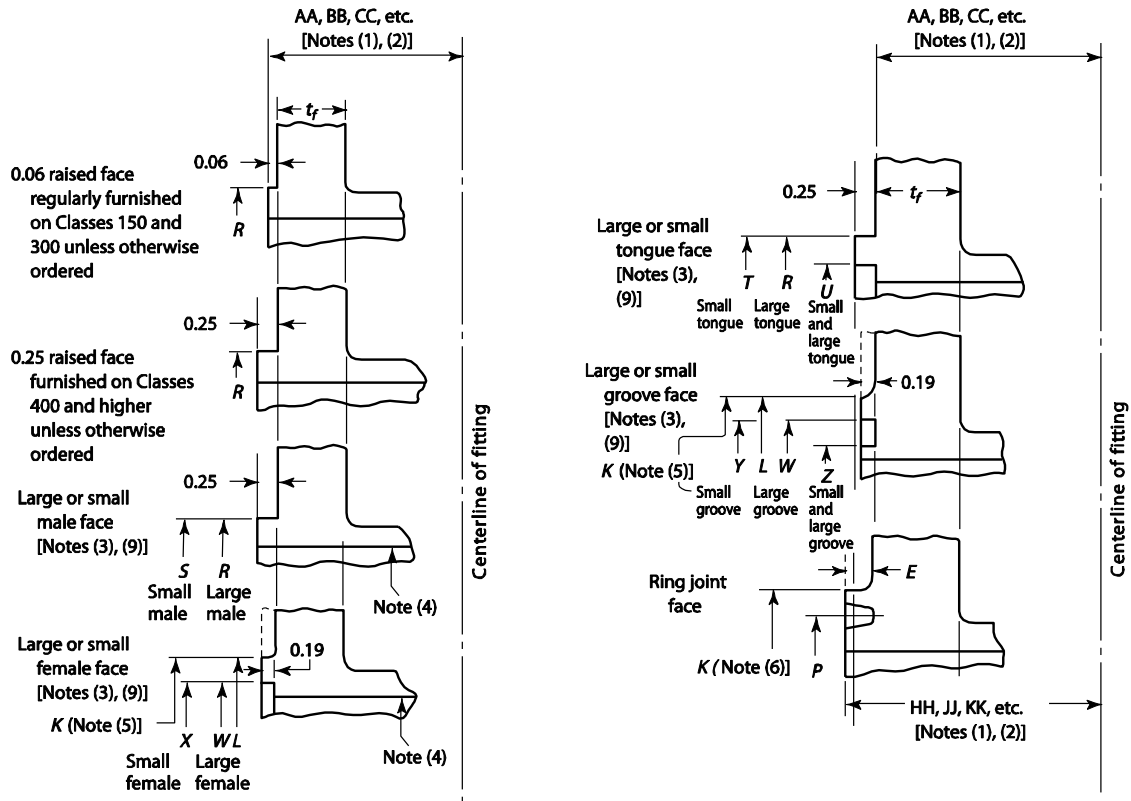 AA, BB, CC, etc.
[Notes (1), (2)]
tf
0.06
0.06 raised face
regularly furnished
on Classes 150 and
300 unless otherwise
ordered
R
0.25
0.25 raised face
furnished on Classes
400 and higher
unless otherwise
ordered
R
0.25
Large or small
male face
[Notes (3), (9)]
S R
Small Large
male male
Note (4)
Large or small
female face
[Notes (3), (9)]
0.19
K (Note (5)]
X W L
Small Large
female female
Note (4)
Centerline of fitting
AA, BB, CC, etc.
[Notes (1), (2)]
0.25
tf
Large or small
tongue face
[Notes (3),
(9)]
T R U
Small Large Small
tongue tongue and
large
tongue
Large or small
groove face
[Notes (3),
(9)]
0.19
K (Note (5)]
Y L W Z
Small Large Small
groove groove and
large
groove
Ring joint
face
E
K ( Note (6)]
P
HH, JJ, KK, etc.
[Notes (1), (2)]
Centerline of fitting